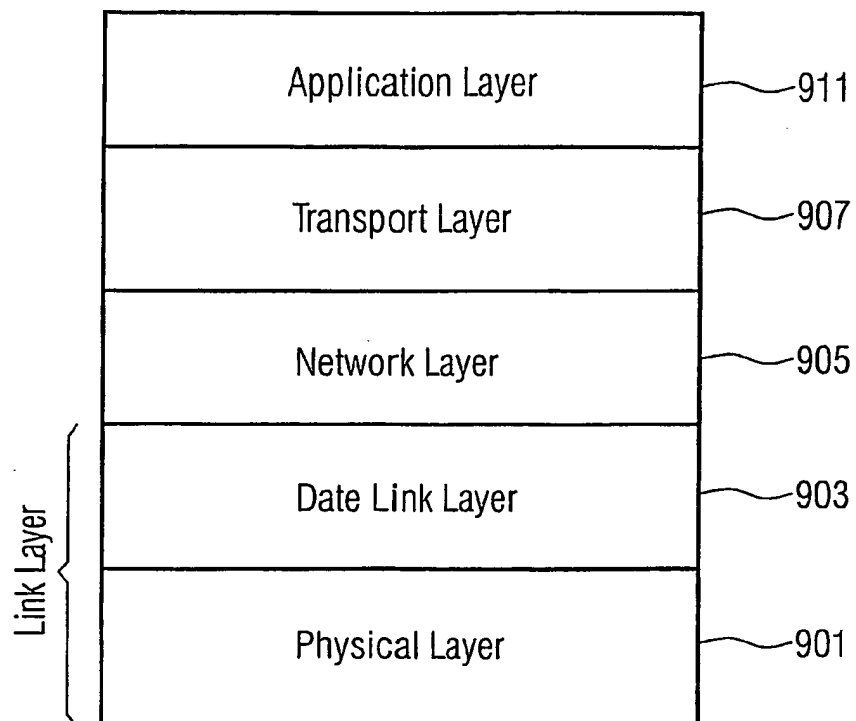 Application Layer
911
Transport Layer
907
Network Layer
905
Link Layer
Date Link Layer
903
Physical Layer
901